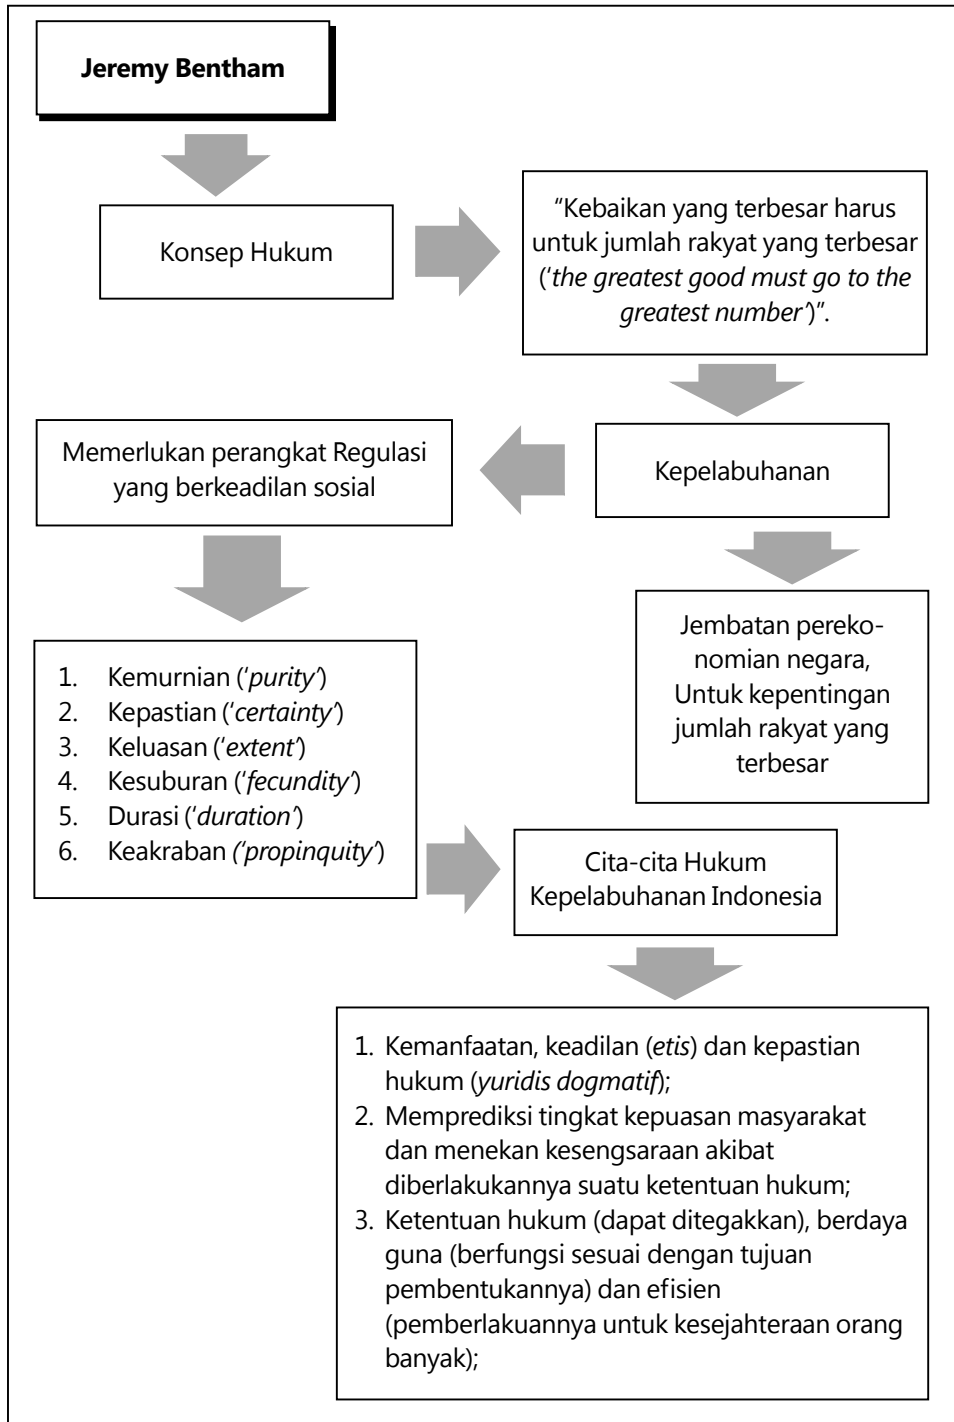 Jeremy Bentham
Konsep Hukum
“Kebaikan yang terbesar harus
untuk jumlah rakyat yang terbesar
(‘the greatest good must go to the
greatest number’)”.
Kepelabuhanan
Memerlukan perangkat Regulasi
yang berkeadilan sosial
Jembatan pereko-
nomian negara,
Untuk kepentingan
jumlah rakyat yang
terbesar
1. Kemurnian (‘purity’)
2. Kepastian (‘certainty’)
3. Keluasan (‘extent’)
4. Kesuburan (‘fecundity’)
5. Durasi (‘duration’)
6. Keakraban (‘propinquity’)
Cita-cita Hukum
Kepelabuhanan Indonesia
1. Kemanfaatan, keadilan (etis) dan kepastian
hukum (yuridis dogmatif);
2. Memprediksi tingkat kepuasan masyarakat
dan menekan kesengsaraan akibat
diberlakukannya suatu ketentuan hukum;
3. Ketentuan hukum (dapat ditegakkan), berdaya
guna (berfungsi sesuai dengan tujuan
pembentukannya) dan efisien
(pemberlakuannya untuk kesejahteraan orang
banyak);